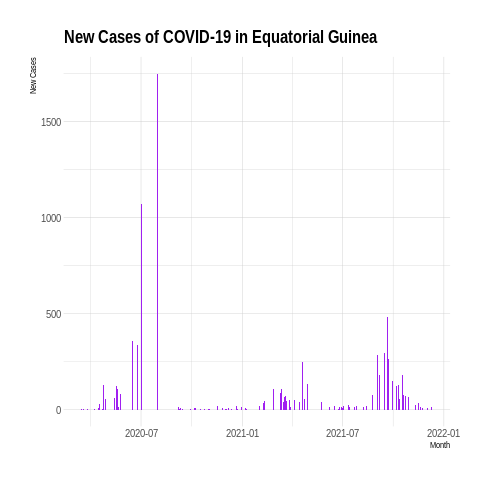 New Cases of COVID-19 in Equatorial Guinea
New Cases
1500
1000
500
0
2020-07 2021-01 2021-07 2022-01
Month